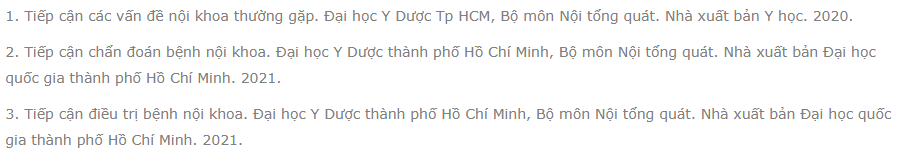 1. Tiếp cận các vấn đề nội khoa thường gặp. Đại học Y Dược Tp HCM, Bộ môn Nội tổng quát. Nhà xuất bản Y học. 2020.
2. Tiếp cận chẩn đoán bệnh nội khoa. Đại học Y Dược thành phố Hồ Chí Minh, Bộ môn Nội tổng quát. Nhà xuất bản Đại học
quốc gia thành phố Hồ Chí Minh. 2021.
3. Tiếp cận điều trị bệnh nội khoa. Đại học Y Dược thành phố Hồ Chí Minh, Bộ môn Nội tổng quát. Nhà xuất bản Đại học quốc
gia thành phố Hồ Chí Minh. 2021.